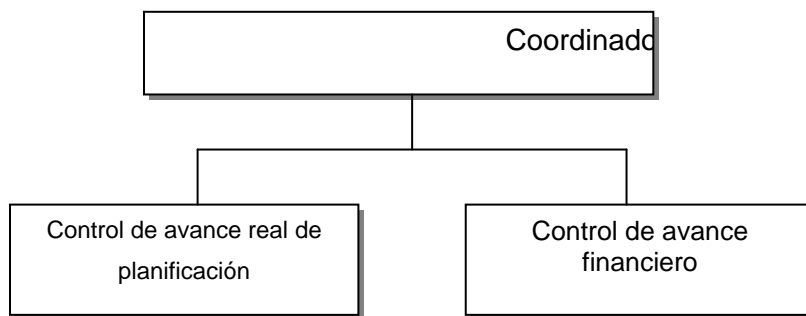 Coordinado
Control de avance real de
planificación
Control de avance
financiero